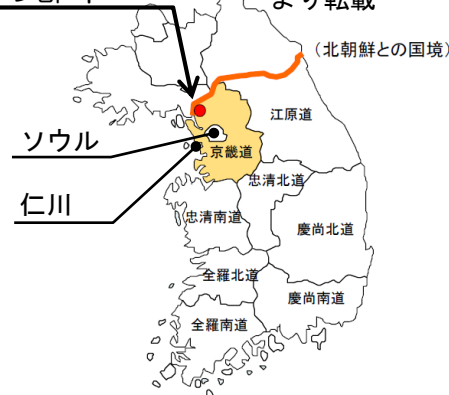 より転載
(北朝鮮との国境)
江原道
ソウル
京畿道
仁川
忠清北道
忠清南道
慶尚北道
全羅北道
慶尚南道
全羅南道